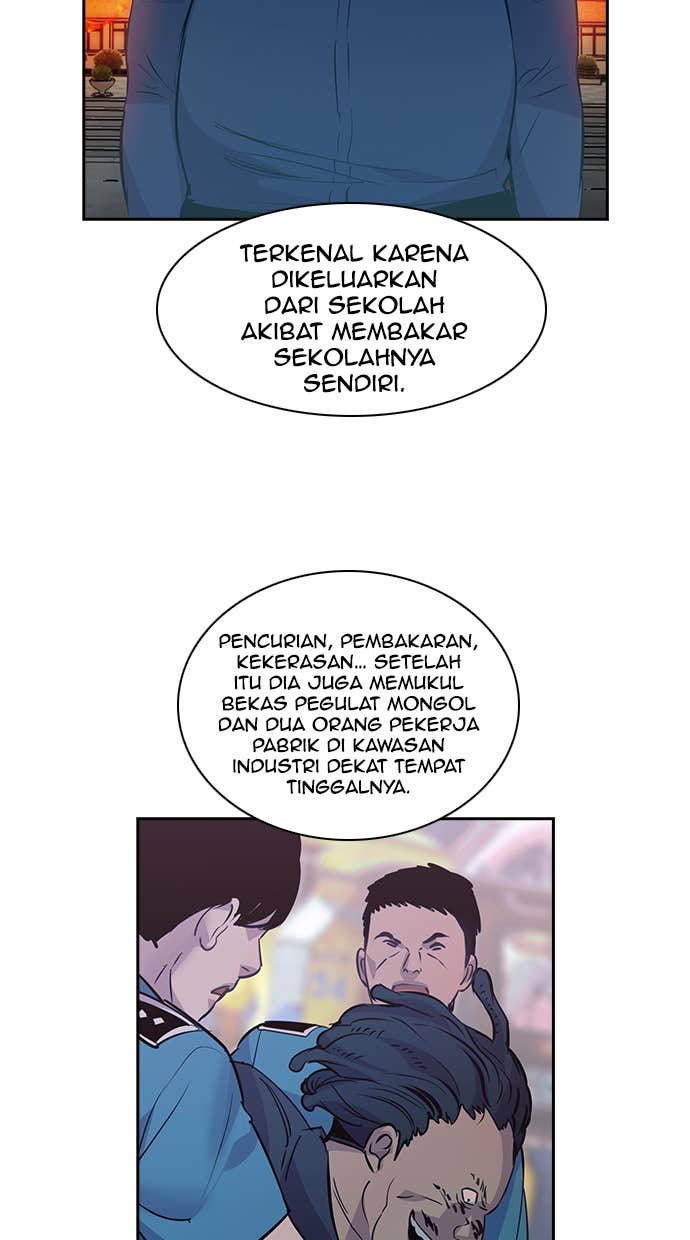 TERKENAL KARENA
DIKELUARKAN
DARI SEKOLAH
AKIBAT MEMBAKAR
SEKOLAHNYA
SENDIRI.
PENCURIAN, PEMBAKARAN,
KEKERASAN... SETELAH
ITU DIA JUGA MEMUKUL
BEKAS PEGULAT MONGOL
DAN DUA ORANG PEKERJA
PABRIK DI KAWASAN
INDUSTRI DEKAT TEMPAT
TINGGALNYA.